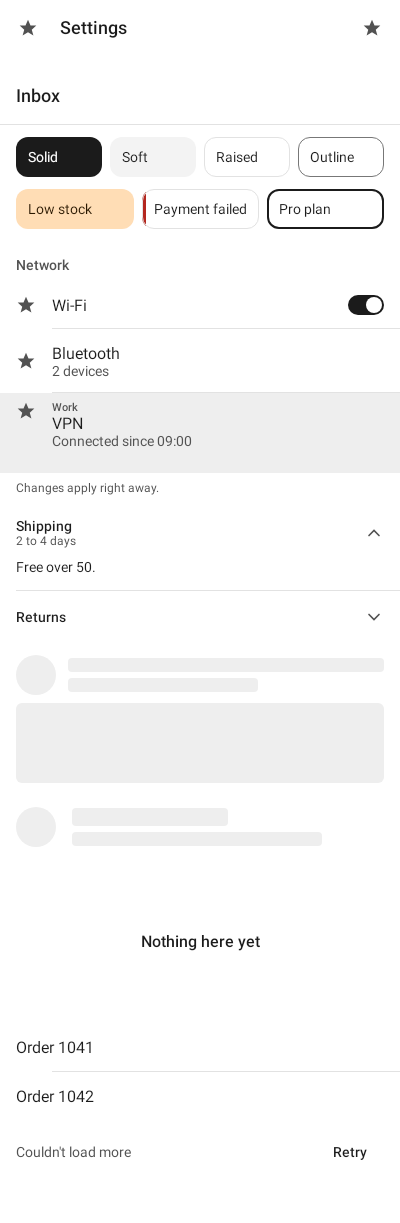 Settings
Inbox
Solid
Soft
Raised
Outline
Low stock
Payment failed
Pro plan
Network
Wi-Fi
Bluetooth
2 devices
Work
VPN
Connected since 09:00
Changes apply right away.
Shipping
2 to 4 days
Free over 50.
Returns
Nothing here yet
Order 1041
Order 1042
Couldn't load more
Retry